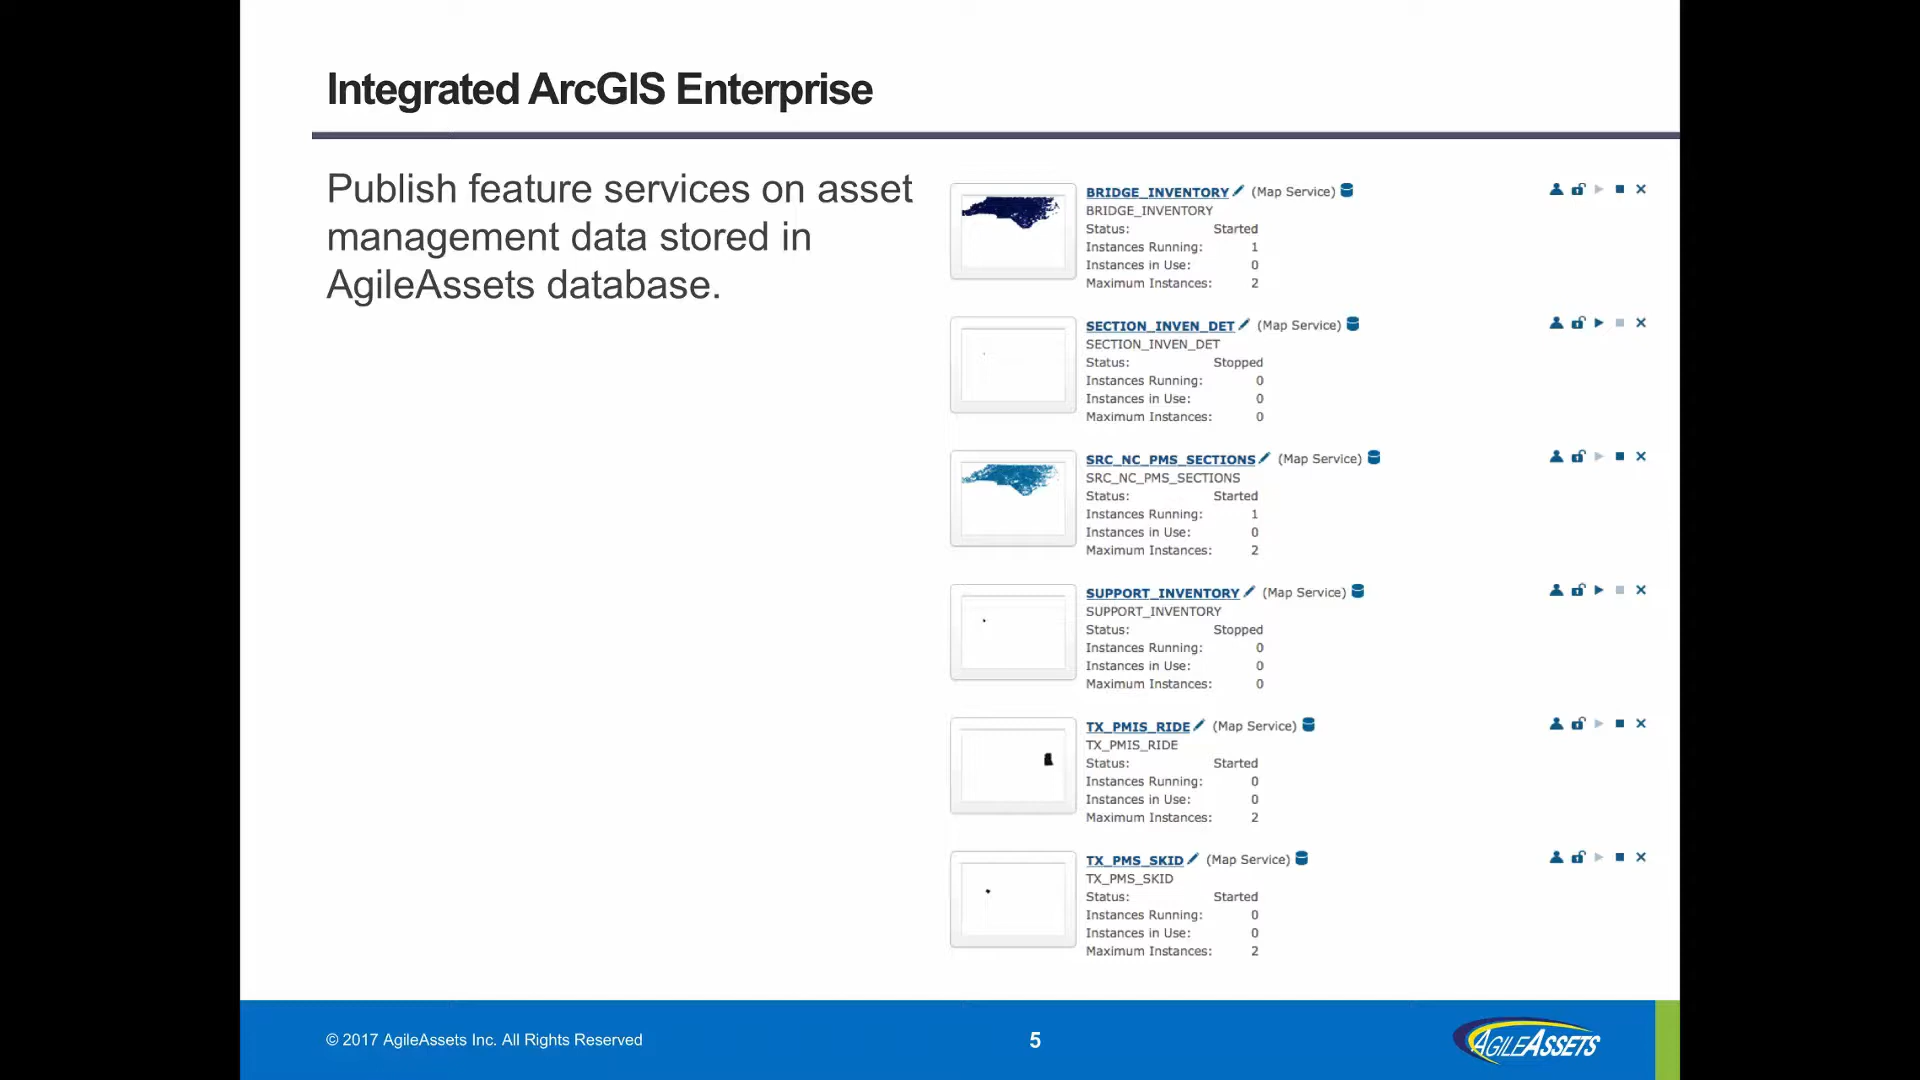 Integrated ArcGIS Enterprise
Publish feature services on asset
management data stored in
AgileAssets database.
BRIDGE_INVENTORY (Map Service)
BRIDGE_INVENTORY
Status: Started
Instances Running: 1
Instances in Use: 0
Maximum Instances: 2
SECTION_INVEN_DET (Map Service)
SECTION_INVEN_DET
Status: Stopped
Instances Running: 0
Instances in Use: 0
Maximum Instances: 0
SRC_NC_PMS_SECTIONS (Map Service)
SRC_NC_PMS_SECTIONS
Status: Started
Instances Running: 1
Instances in Use: 0
Maximum Instances: 2
SUPPORT_INVENTORY (Map Service)
SUPPORT_INVENTORY
Status: Stopped
Instances Running: 0
Instances in Use: 0
Maximum Instances: 0
TX_PMIS_RIDE (Map Service)
TX_PMIS_RIDE
Status: Started
Instances Running: 0
Instances in Use: 0
Maximum Instances: 2
TX_PMS_SKID (Map Service)
TX_PMS_SKID
Status: Started
Instances Running: 0
Instances in Use: 0
Maximum Instances: 2
© 2017 AgileAssets Inc. All Rights Reserved
5
AGILEASSETS